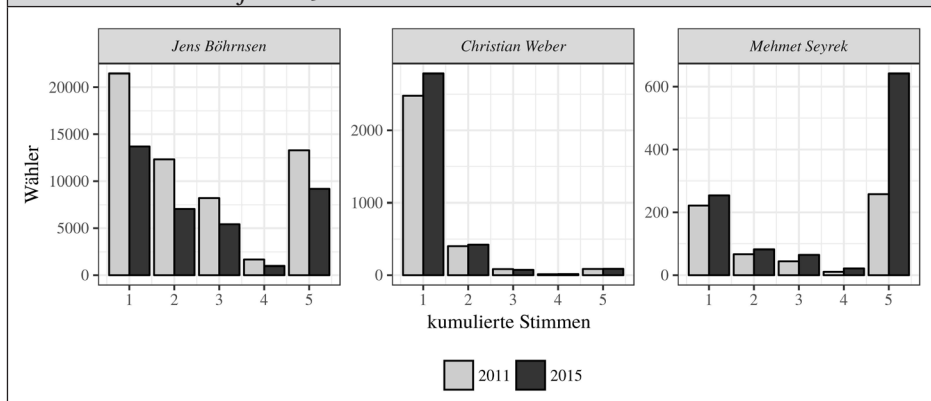 Jens Böhrnsen
Christian Weber
Mehmet Seyrek
Wähler
20000
15000
10000
5000
0
2000
1000
0
600
400
200
0
1 2 3 4 5
1 2 3 4 5
1 2 3 4 5
kumulierte Stimmen
2011 2015